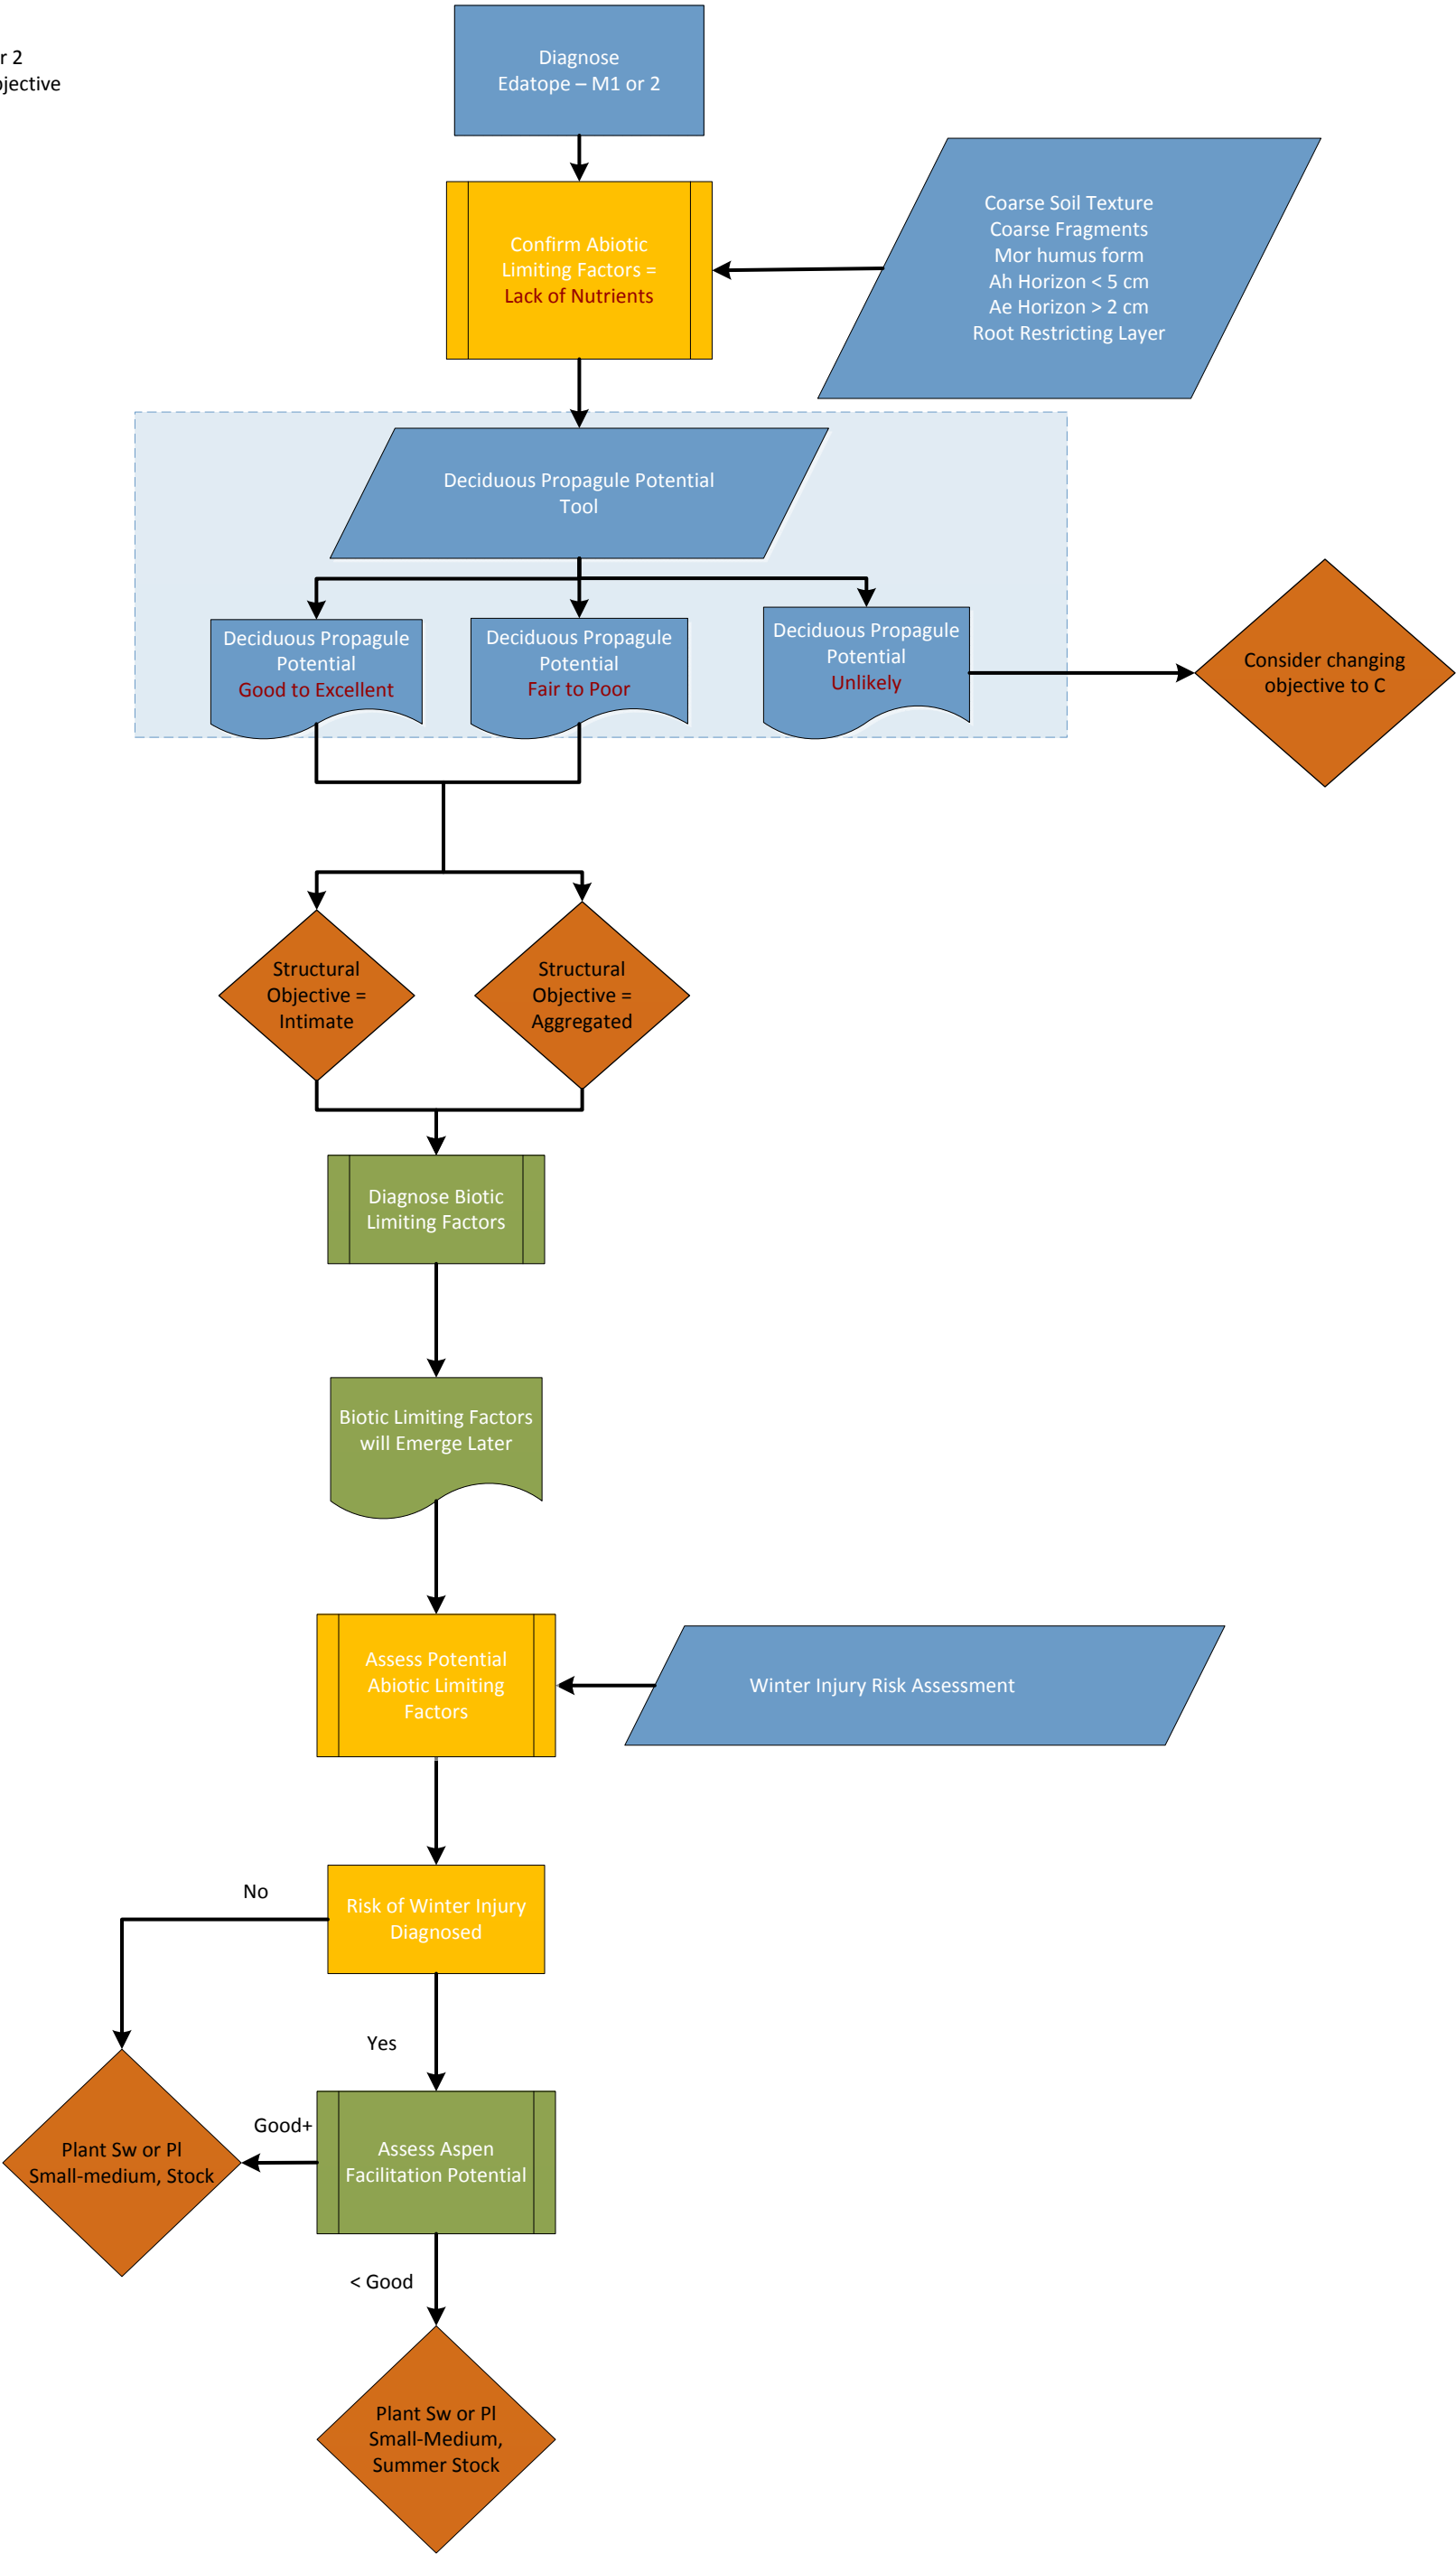 r 2
jective
Diagnose
Edatope – M1 or 2
Confirm Abiotic
Limiting Factors =
Lack of Nutrients
Coarse Soil Texture
Coarse Fragments
Mor humus form
Ah Horizon < 5 cm
Ae Horizon > 2 cm
Root Restricting Layer
Deciduous Propagule Potential
Tool
Deciduous Propagule
Potential
Good to Excellent
Deciduous Propagule
Potential
Fair to Poor
Deciduous Propagule
Potential
Unlikely
Consider changing
objective to C
Structural
Objective =
Intimate
Structural
Objective =
Aggregated
Diagnose Biotic
Limiting Factors
Biotic Limiting Factors
will Emerge Later
Assess Potential
Abiotic Limiting
Factors
Winter Injury Risk Assessment
No
Risk of Winter Injury
Diagnosed
Yes
Good+
Plant Sw or Pl
Small-medium, Stock
Assess Aspen
Facilitation Potential
< Good
Plant Sw or Pl
Small-Medium,
Summer Stock